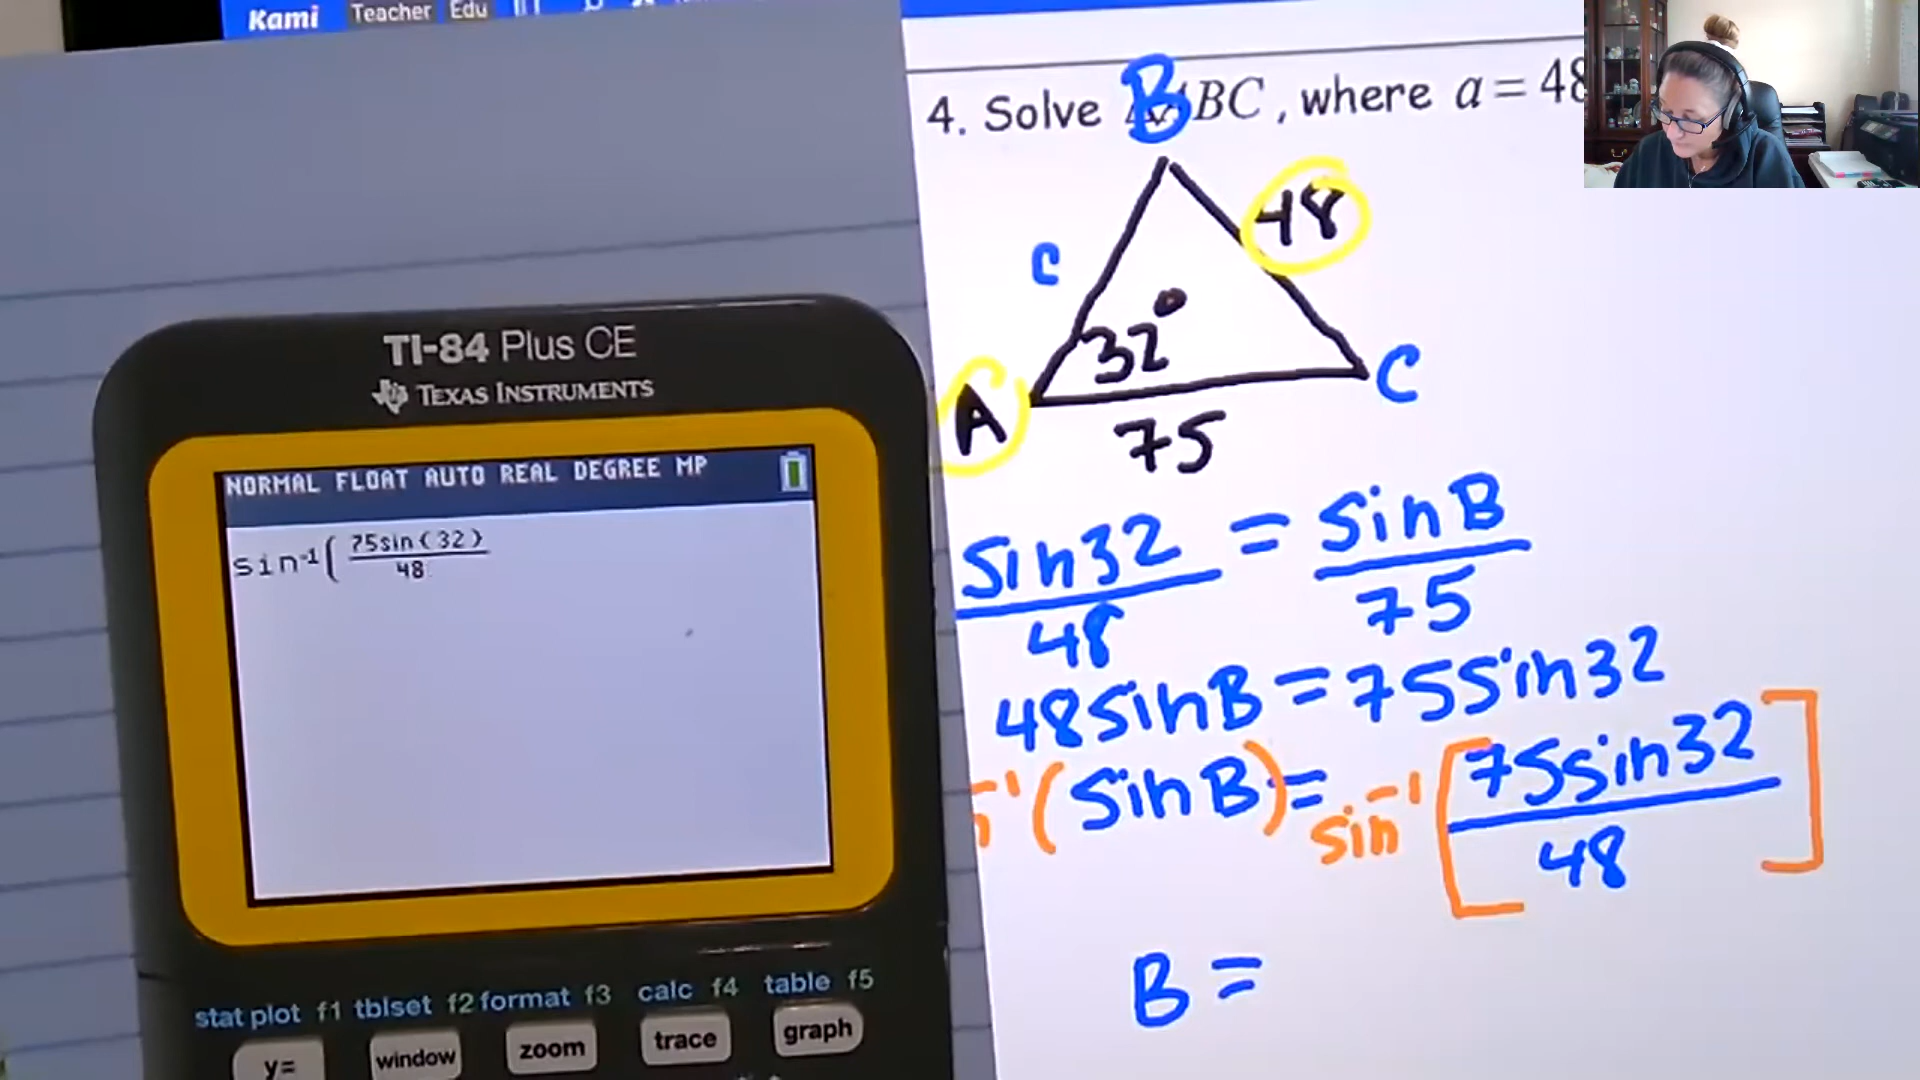 Kami Teacher Edu
4. Solve BBC, where a = 48
B
48
c
32°
A
C
75
TI-84 Plus CE
TEXAS INSTRUMENTS
NORMAL FLOAT AUTO REAL DEGREE MP
sin⁻¹(75sin(32)
48
sin32 = sinB
48 75
48sinB = 75sin32
⁻¹(sinB) = sin⁻¹[75sin32]
48
B =
stat plot f1 tblset f2 format f3 calc f4 table f5
y= window zoom trace graph